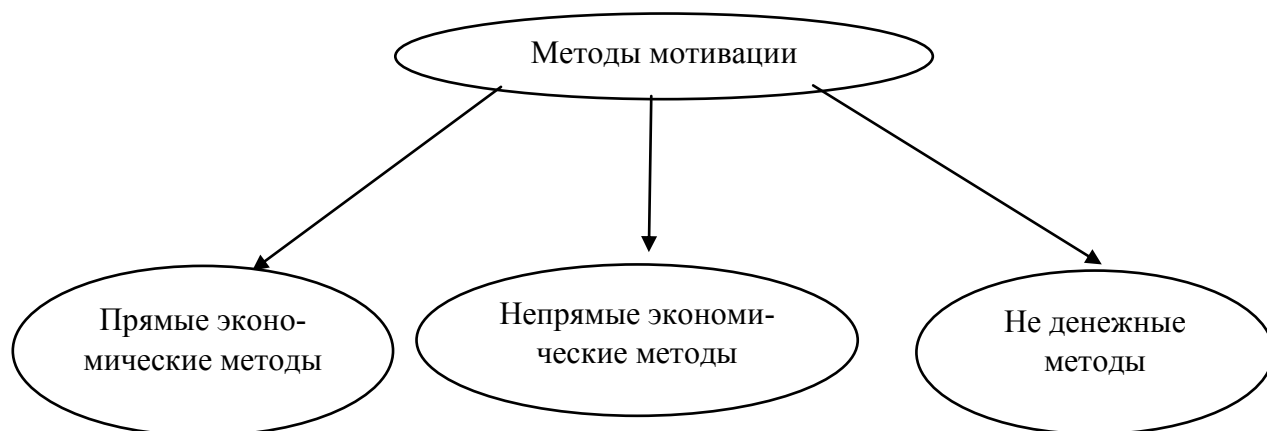 Методы мотивации
Прямые эконо-
мические методы
Непрямые экономи-
ческие методы
Не денежные
методы